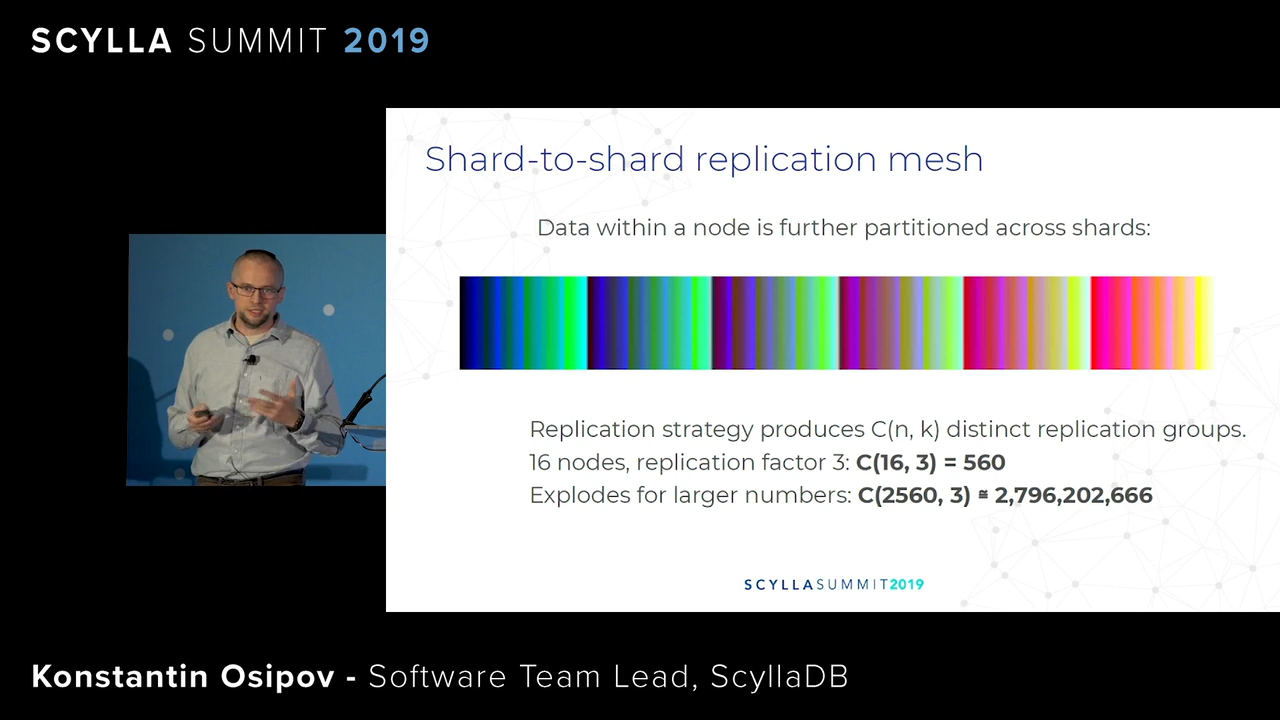 SCYLLA SUMMIT 2019
Shard-to-shard replication mesh
Data within a node is further partitioned across shards:
Replication strategy produces C(n, k) distinct replication groups.
16 nodes, replication factor 3: C(16, 3) = 560
Explodes for larger numbers: C(2560, 3) ≅ 2,796,202,666
SCYLLASUMMIT2019
Konstantin Osipov - Software Team Lead, ScyllaDB